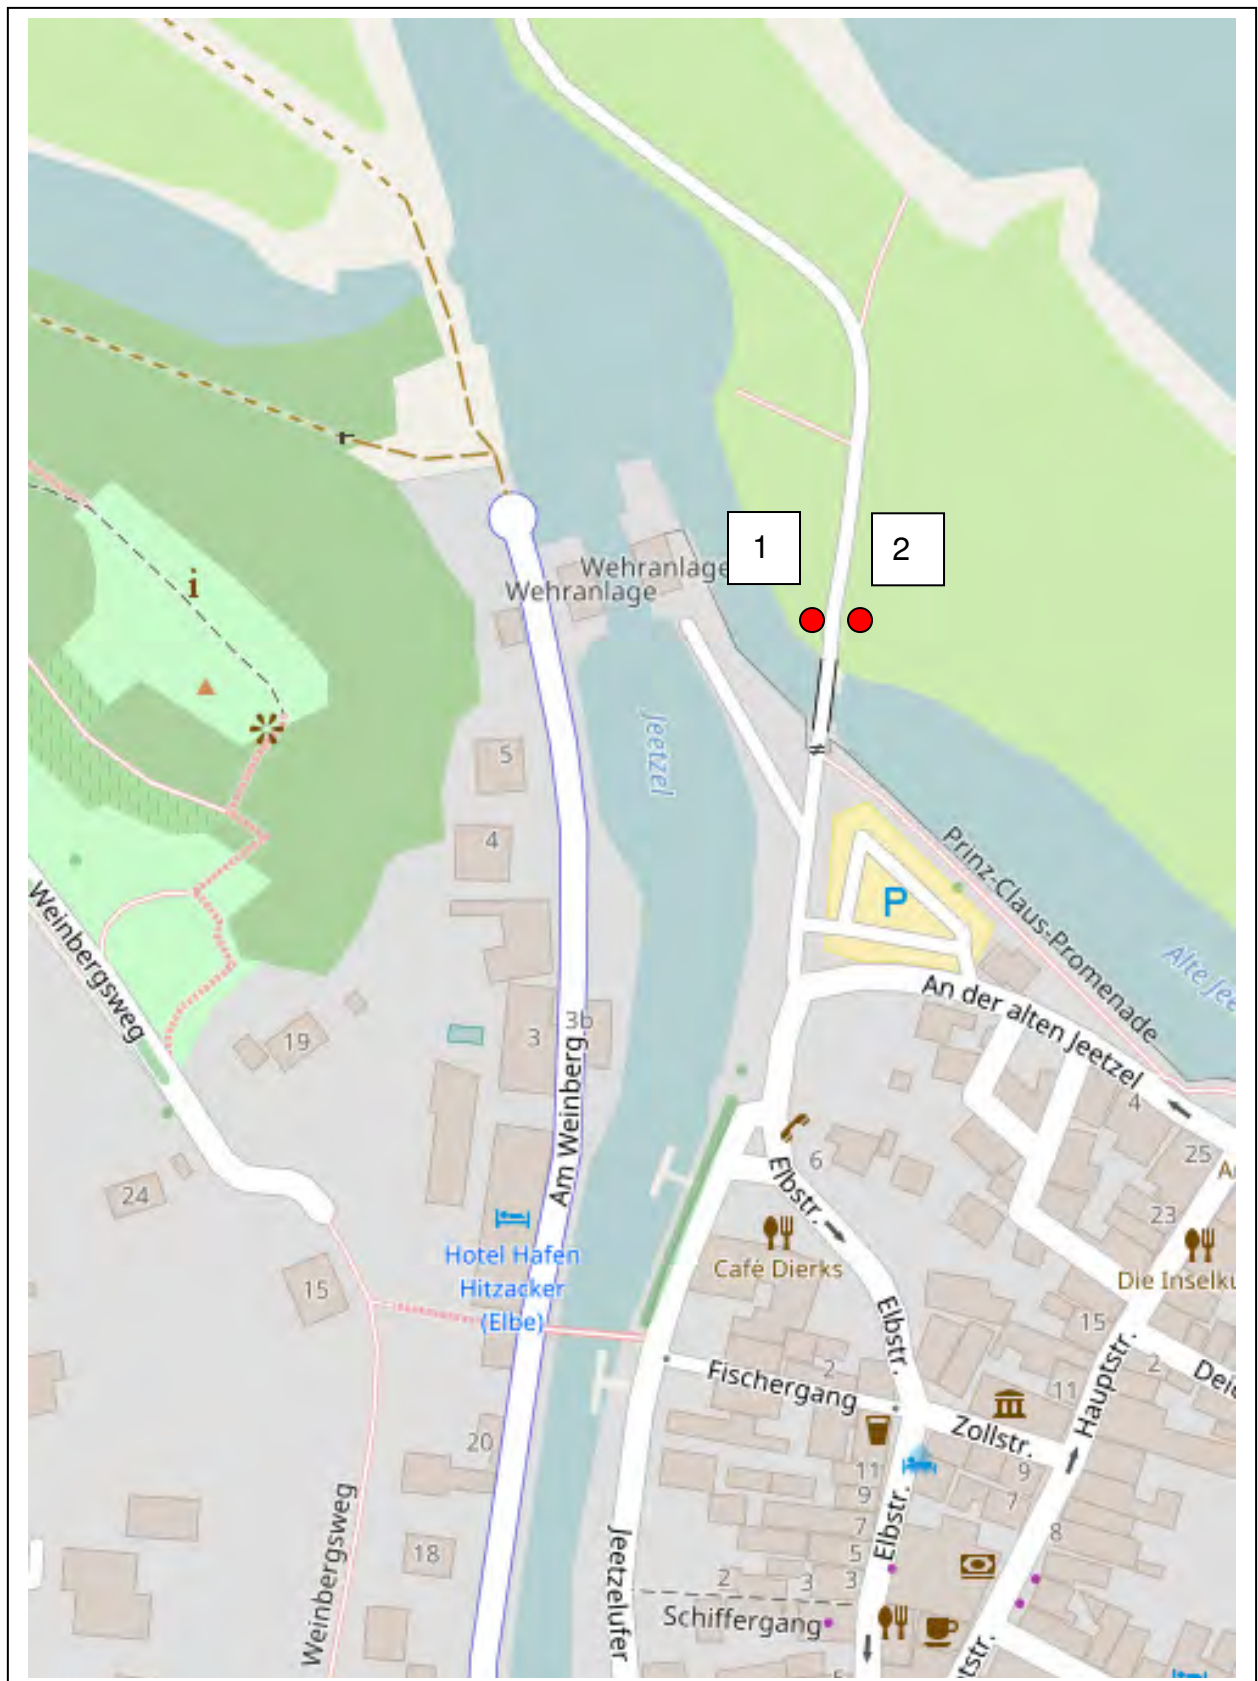 1
2
Wehranlage
Wehranlage
i
Jeetzel
5
4
P
Prinz-Claus-Promenade
Weinbergsweg
An der alten Jeetzel
19
3
3b
Am Weinberg
4
25
6
24
23
Elbstr.
Café Dierks
Hotel Hafen
Hitzacker
(Elbe)
Die Inselku
15
15
Elbstr.
2
2
Fischergang
11
Hauptstr.
Zollstr.
20
11
9
9
7
7
8
Elbstr.
5
18
2
3
3
Weinbergsweg
Jeetzelufer
Schiffergang
tstr.